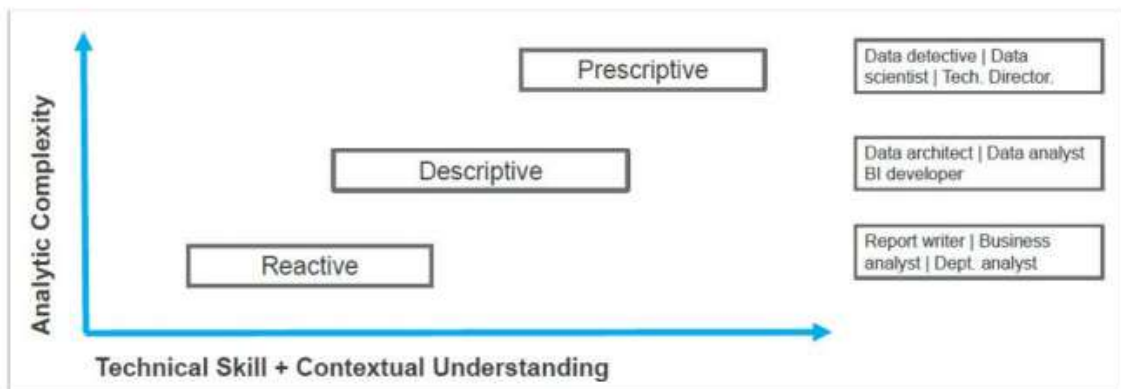 Analytic Complexity
Prescriptive
Data detective | Data
scientist | Tech. Director.
Descriptive
Data architect | Data analyst
BI developer
Reactive
Report writer | Business
analyst | Dept. analyst
Technical Skill + Contextual Understanding